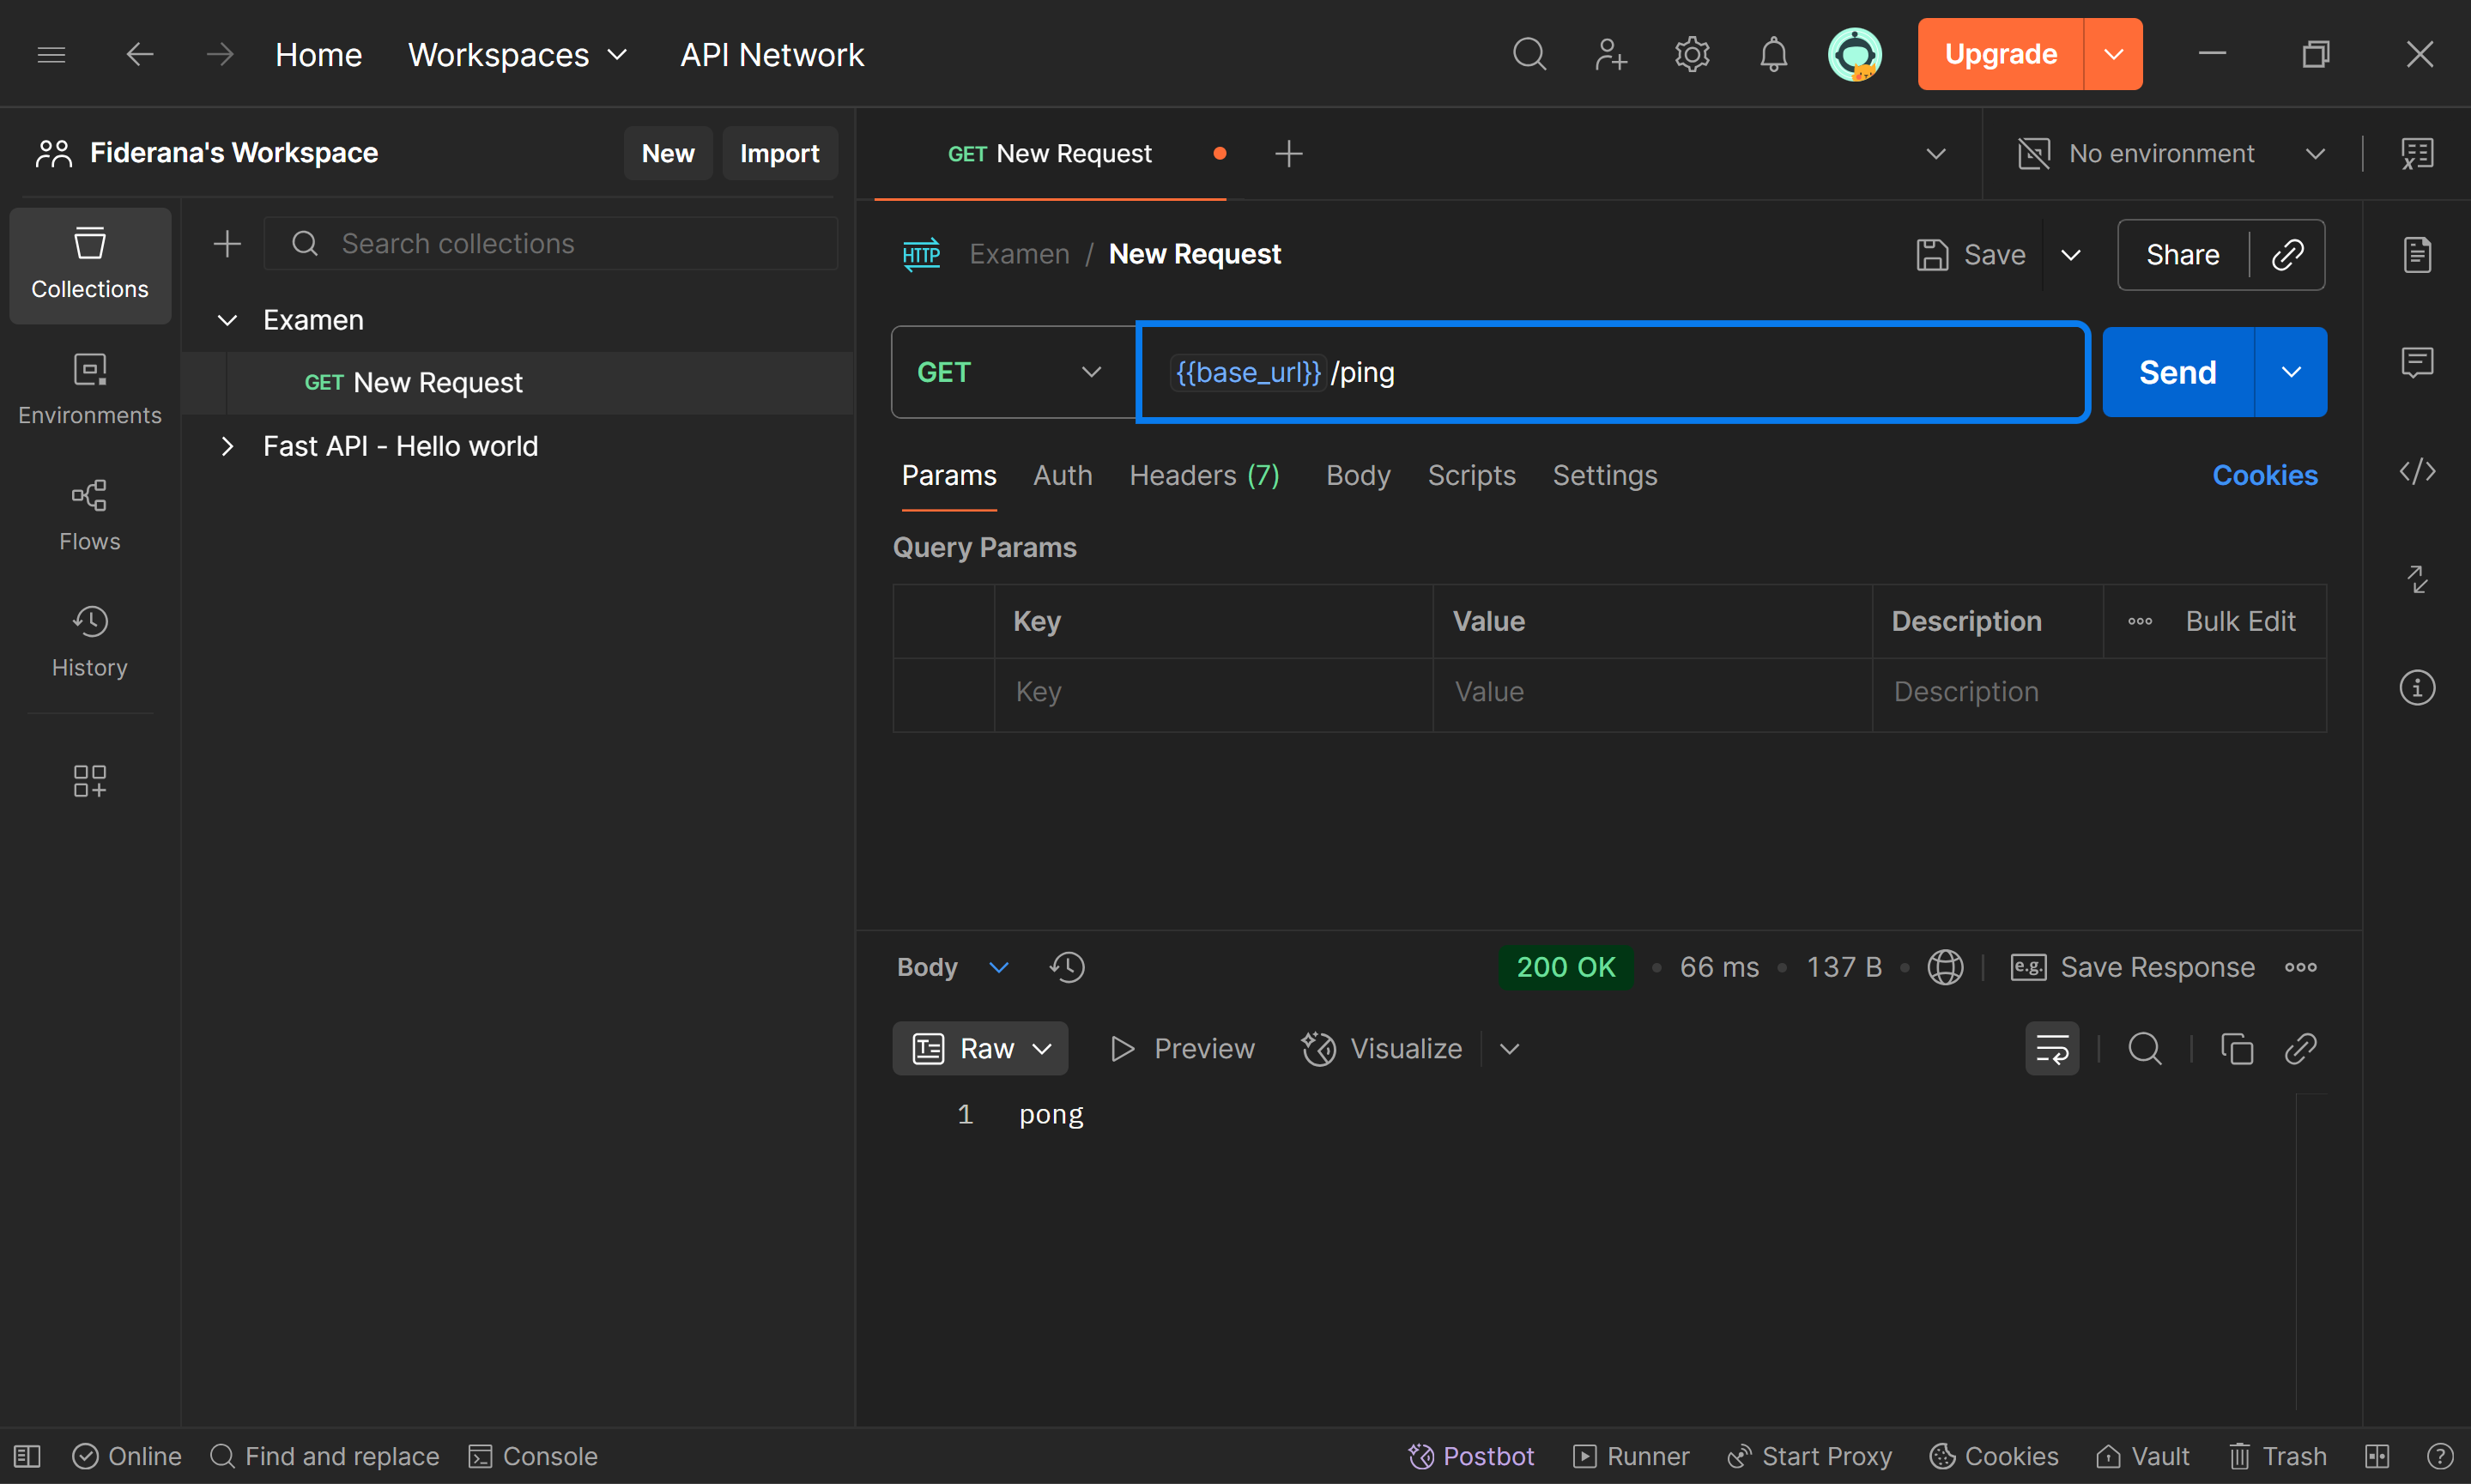 Home Workspaces API Network Upgrade
Fiderana's Workspace New Import
GET New Request No environment
Collections
Environments
Flows
History
Search collections
Examen
GET New Request
Fast API - Hello world
HTTP Examen / New Request Save Share
GET {{base_url}} /ping Send
Params Auth Headers (7) Body Scripts Settings Cookies
Query Params
Key Value Description Bulk Edit
Key Value Description
Body 200 OK 66 ms 137 B e.g. Save Response
Raw Preview Visualize
1 pong
Online Find and replace Console Postbot Runner Start Proxy Cookies Vault Trash